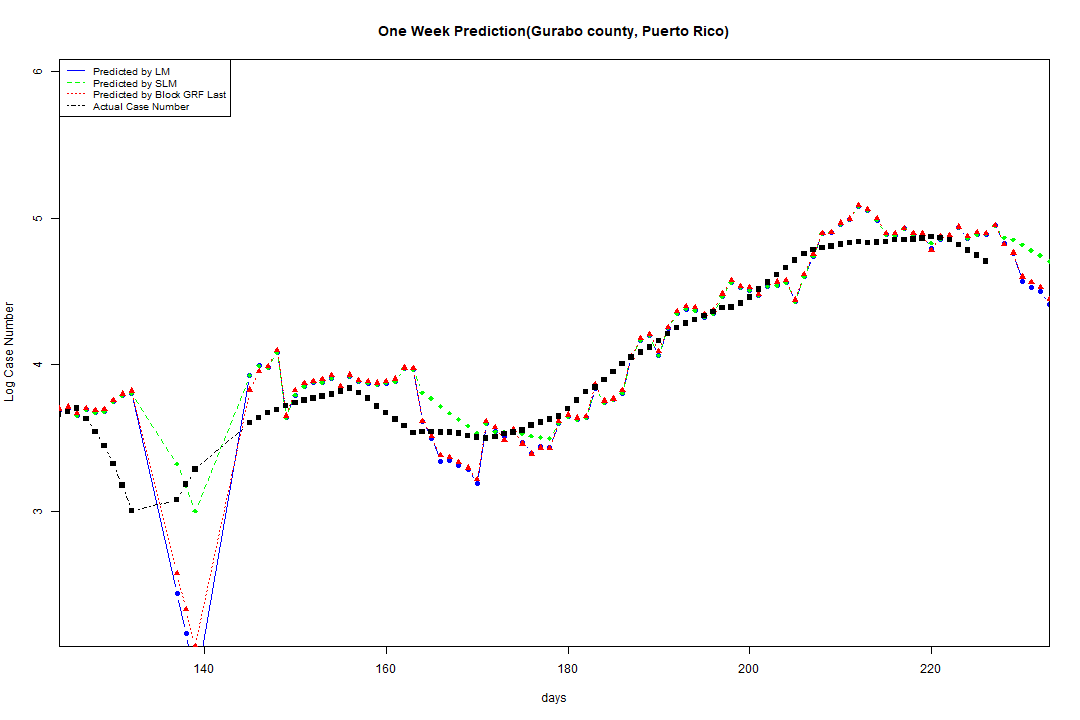 One Week Prediction(Gurabo county, Puerto Rico)
Predicted by LM
Predicted by SLM
Predicted by Block GRF Last
Actual Case Number
6
5
4
3
Log Case Number
140 160 180 200 220
days